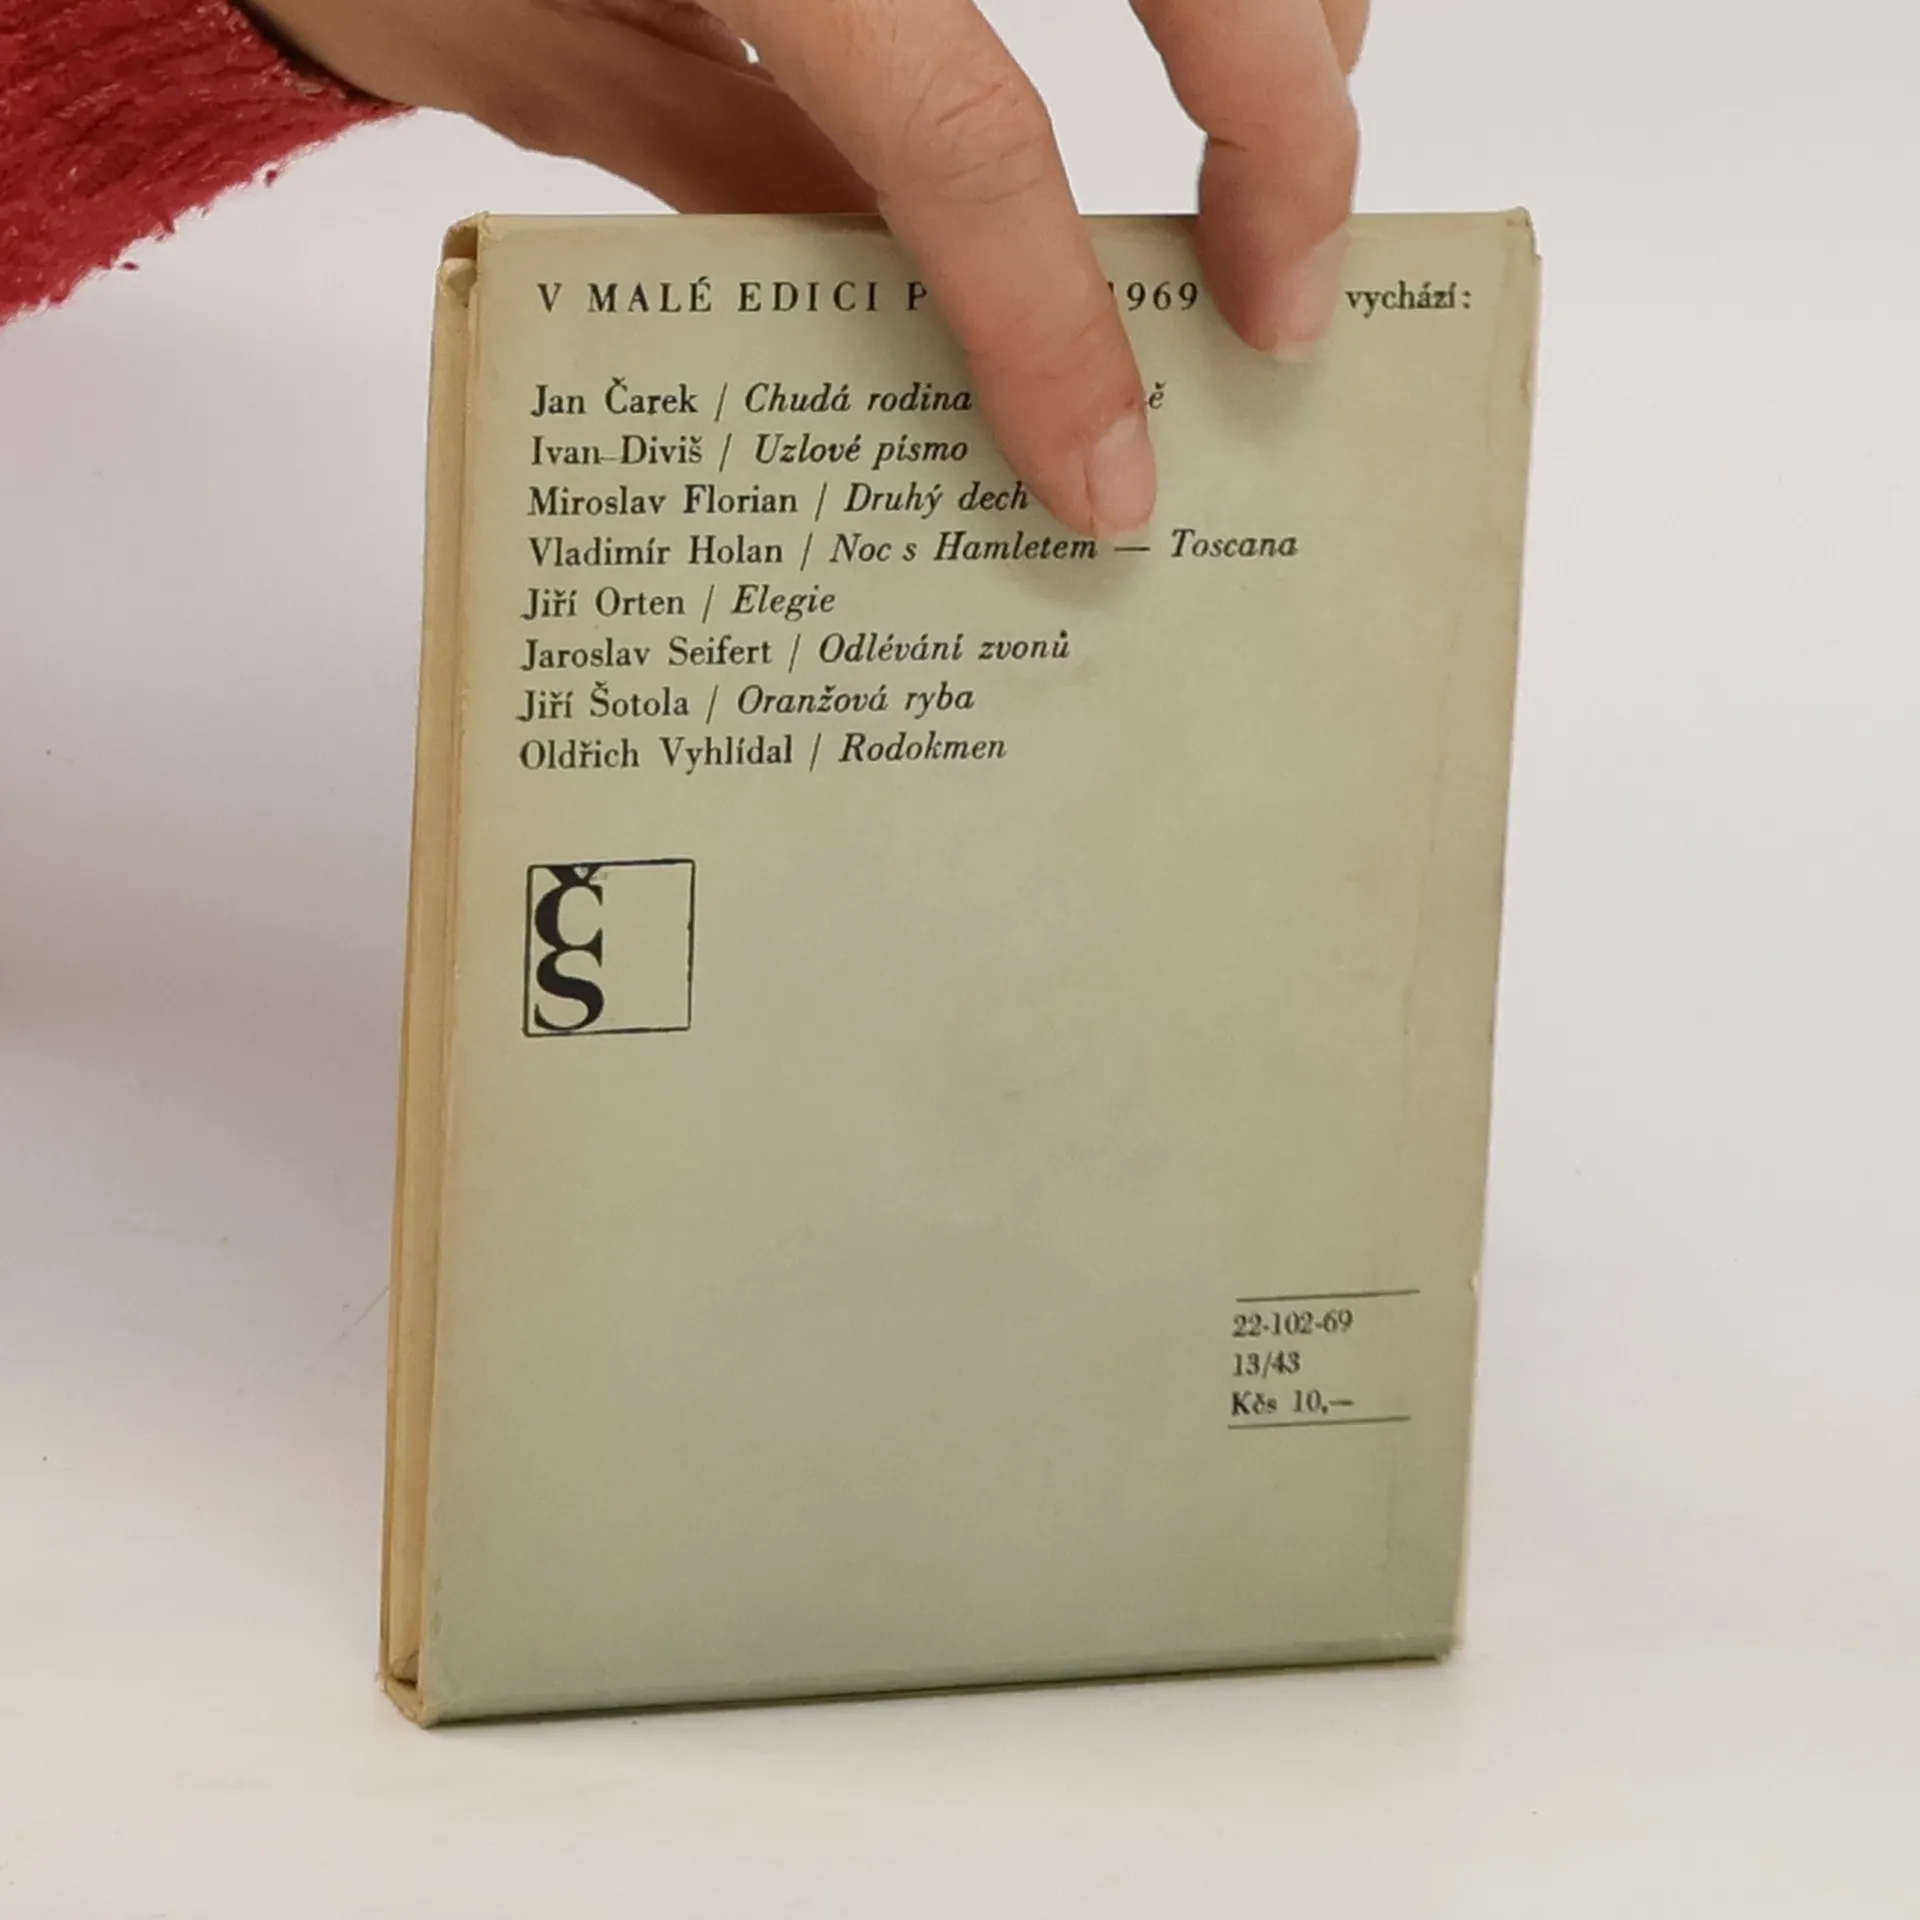 V MALÉ EDICI 1969 vychází:
Jan Čarek / Chudá rodina
Ivan Diviš / Uzlové písmo
Miroslav Florian / Druhý dech
Vladimír Holan / Noc s Hamletem — Toscana
Jiří Orten / Elegie
Jaroslav Seifert / Odlévání zvonů
Jiří Šotola / Oranžová ryba
Oldřich Vyhlídal / Rodokmen
Č
S
22-102-69
13/43
Kčs 10,—